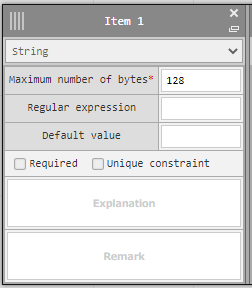 Item 1
String
Maximum number of bytes* 128
Regular expression
Default value
Required Unique constraint
Explanation
Remark